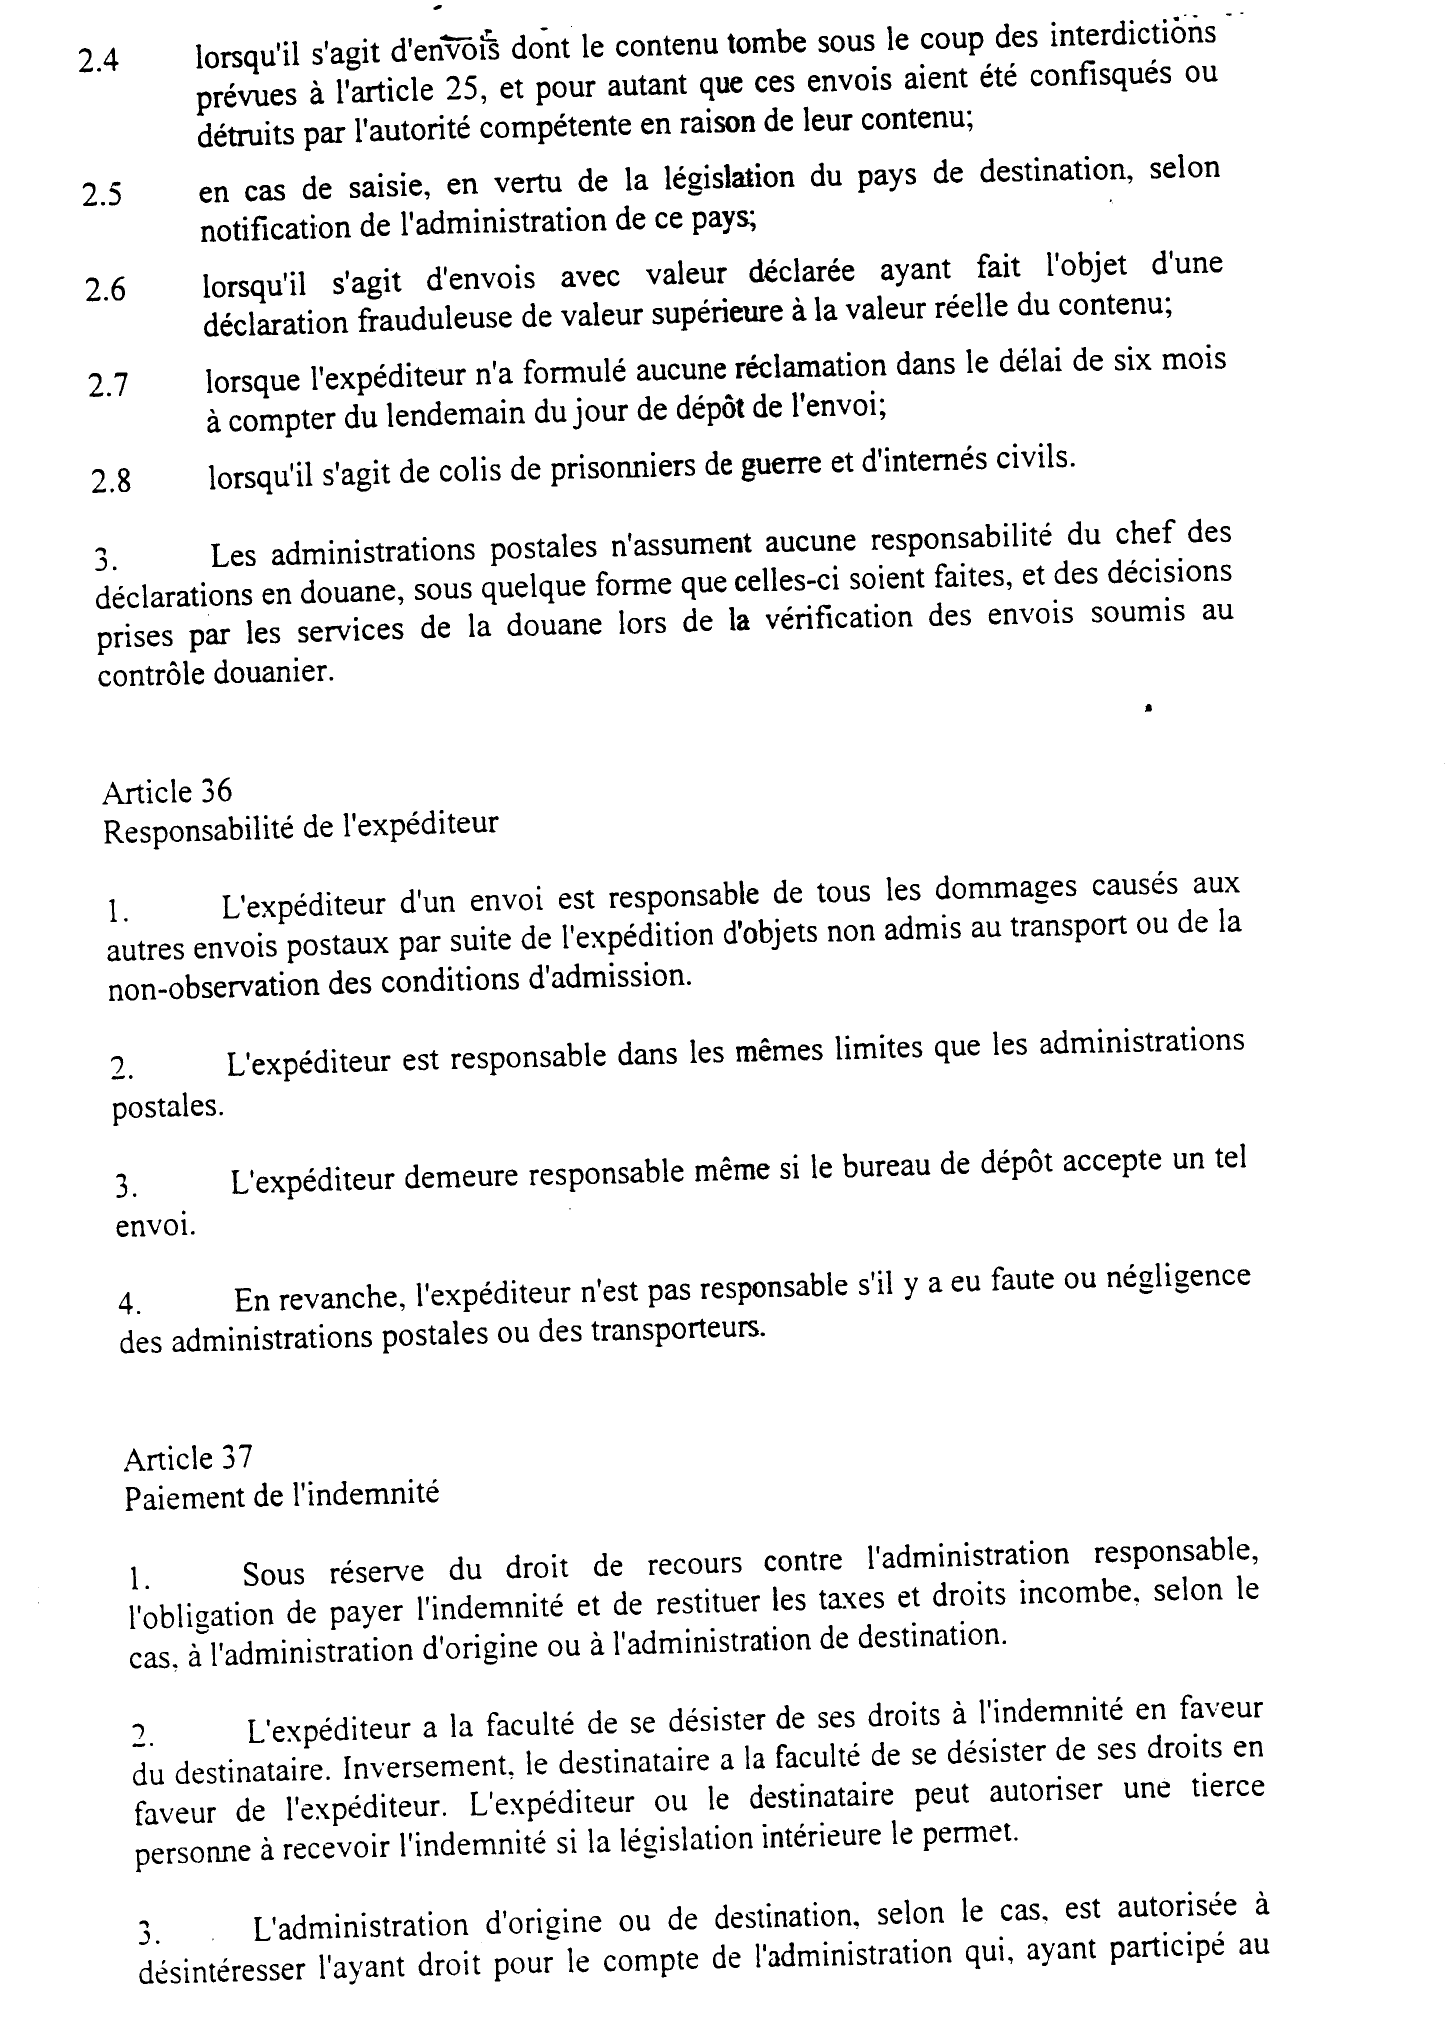 2.4 lorsqu'il s'agit d'envois dont le contenu tombe sous le coup des interdictions
prévues à l'article 25, et pour autant que ces envois aient été confisqués ou
détruits par l'autorité compétente en raison de leur contenu;
2.5 en cas de saisie, en vertu de la législation du pays de destination, selon
notification de l'administration de ce pays;
2.6 lorsqu'il s'agit d'envois avec valeur déclarée ayant fait l'objet d'une
déclaration frauduleuse de valeur supérieure à la valeur réelle du contenu;
2.7 lorsque l'expéditeur n'a formulé aucune réclamation dans le délai de six mois
à compter du lendemain du jour de dépôt de l'envoi;
2.8 lorsqu'il s'agit de colis de prisonniers de guerre et d'internés civils.
3. Les administrations postales n'assument aucune responsabilité du chef des
déclarations en douane, sous quelque forme que celles-ci soient faites, et des décisions
prises par les services de la douane lors de la vérification des envois soumis au
contrôle douanier.
Article 36
Responsabilité de l'expéditeur
1. L'expéditeur d'un envoi est responsable de tous les dommages causés aux
autres envois postaux par suite de l'expédition d'objets non admis au transport ou de la
non-observation des conditions d'admission.
2. L'expéditeur est responsable dans les mêmes limites que les administrations
postales.
3. L'expéditeur demeure responsable même si le bureau de dépôt accepte un tel
envoi.
4. En revanche, l'expéditeur n'est pas responsable s'il y a eu faute ou négligence
des administrations postales ou des transporteurs.
Article 37
Paiement de l'indemnité
1. Sous réserve du droit de recours contre l'administration responsable,
l'obligation de payer l'indemnité et de restituer les taxes et droits incombe, selon le
cas, à l'administration d'origine ou à l'administration de destination.
2. L'expéditeur a la faculté de se désister de ses droits à l'indemnité en faveur
du destinataire. Inversement, le destinataire a la faculté de se désister de ses droits en
faveur de l'expéditeur. L'expéditeur ou le destinataire peut autoriser une tierce
personne à recevoir l'indemnité si la législation intérieure le permet.
3. L'administration d'origine ou de destination, selon le cas, est autorisée à
désintéresser l'ayant droit pour le compte de l'administration qui, ayant participé au